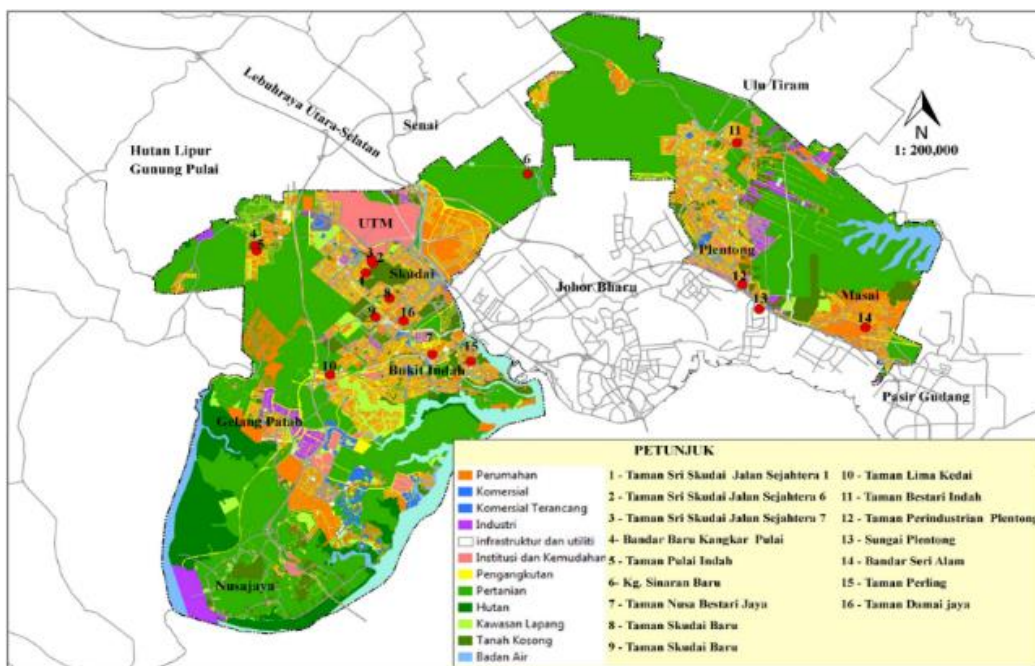 Ulu Tiram
Lebuhraya Utara-Selatan
Senai
N
1: 200,000
Hutan Lipur
Gunung Pulai
11
6
UTM
4
5
3
2
1
Skudai
Plentong
8
9
16
Johor Bharu
12
13
Masai
14
7
15
10
Bukit Indah
Pasir Gudang
Gelang Patah
Nusajaya
PETUNJUK
Perumahan
Komersial
Komersial Terancang
Industri
infrastruktur dan utiliti
Institusi dan Kemudahan
Pengangkutan
Pertanian
Hutan
Kawasan Lapang
Tanah Kosong
Badan Air
1 - Taman Sri Skudai Jalan Sejahtera 1
2 - Taman Sri Skudai Jalan Sejahtera 6
3 - Taman Sri Skudai Jalan Sejahtera 7
4- Bandar Baru Kangkar Pulai
5 - Taman Pulai Indah
6- Kg. Sinaran Baru
7 - Taman Nusa Bestari Jaya
8 - Taman Skudai Baru
9 - Taman Skudai Baru
10 - Taman Lima Kedai
11 - Taman Bestari Indah
12 - Taman Perindustrian Plentong
13 - Sungai Plentong
14 - Bandar Seri Alam
15 - Taman Perling
16 - Taman Damai jaya